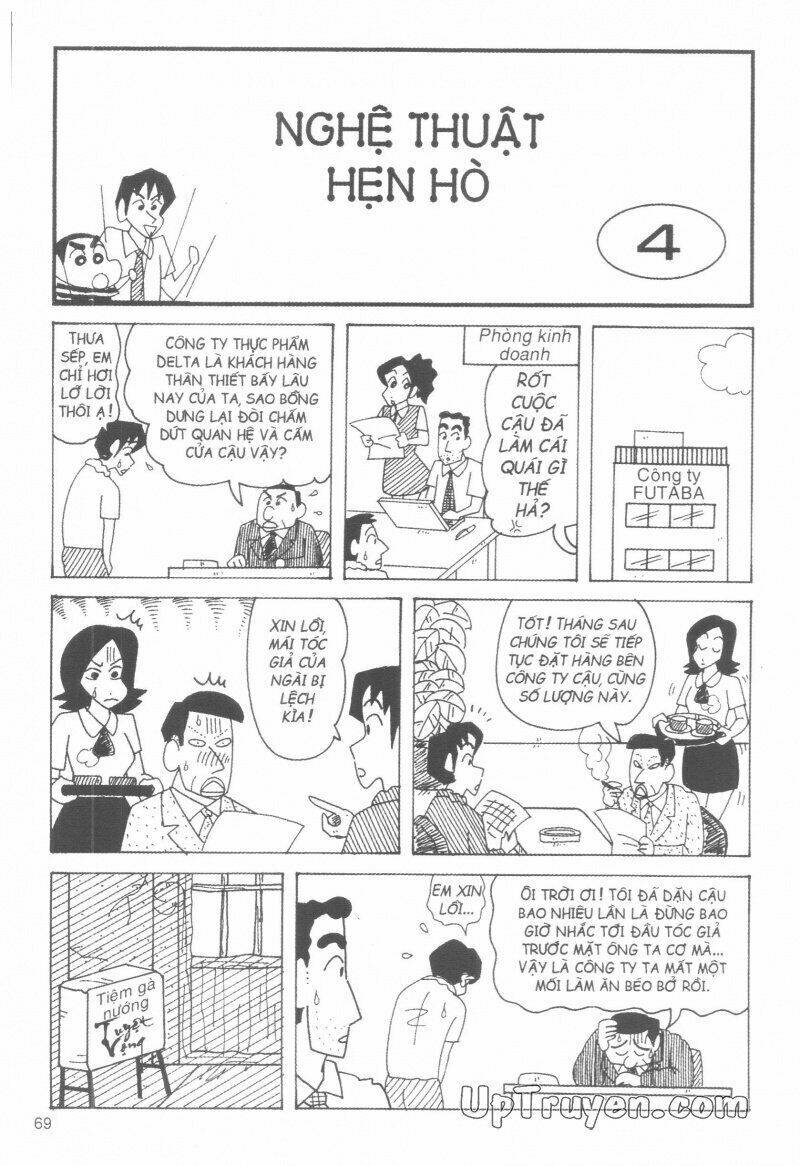 NGHỆ THUẬT
HẸN HÒ
4
Công ty
FUTABA
Phòng kinh
doanh
RỐT
CUỘC
CẬU ĐÃ
LÀM CÁI
QUÁI GÌ
THẾ
HẢ?
CÔNG TY THỰC PHẨM
DELTA LÀ KHÁCH HÀNG
THÂN THIẾT BẤY LÂU
NAY CỦA TA, SAO BỖNG
DƯNG LẠI ĐÒI CHẤM
DỨT QUAN HỆ VÀ CẤM
CỬA CẬU VẬY?
THƯA
SẾP, EM
CHỈ HƠI
LỠ LỜI
THÔI Ạ!
TỐT! THÁNG SAU
CHÚNG TÔI SẼ TIẾP
TỤC ĐẶT HÀNG BÊN
CÔNG TY CẬU, CŨNG
SỐ LƯỢNG NÀY.
XIN LỖI,
MÁI TÓC
GIẢ CỦA
NGÀI BỊ
LỆCH
KÌA!
ÔI TRỜI ƠI! TÔI ĐÃ DẶN CẬU
BAO NHIÊU LẦN LÀ ĐỪNG BAO
GIỜ NHẮC TỚI ĐẦU TÓC GIẢ
TRƯỚC MẶT ÔNG TA CƠ MÀ...
VẬY LÀ CÔNG TY TA MẤT MỘT
MỐI LÀM ĂN BÉO BỞ RỒI.
EM XIN
LỖI...
Tiệm gà
nướng
Tuyệt
Vọng
UpTruyen.com
69